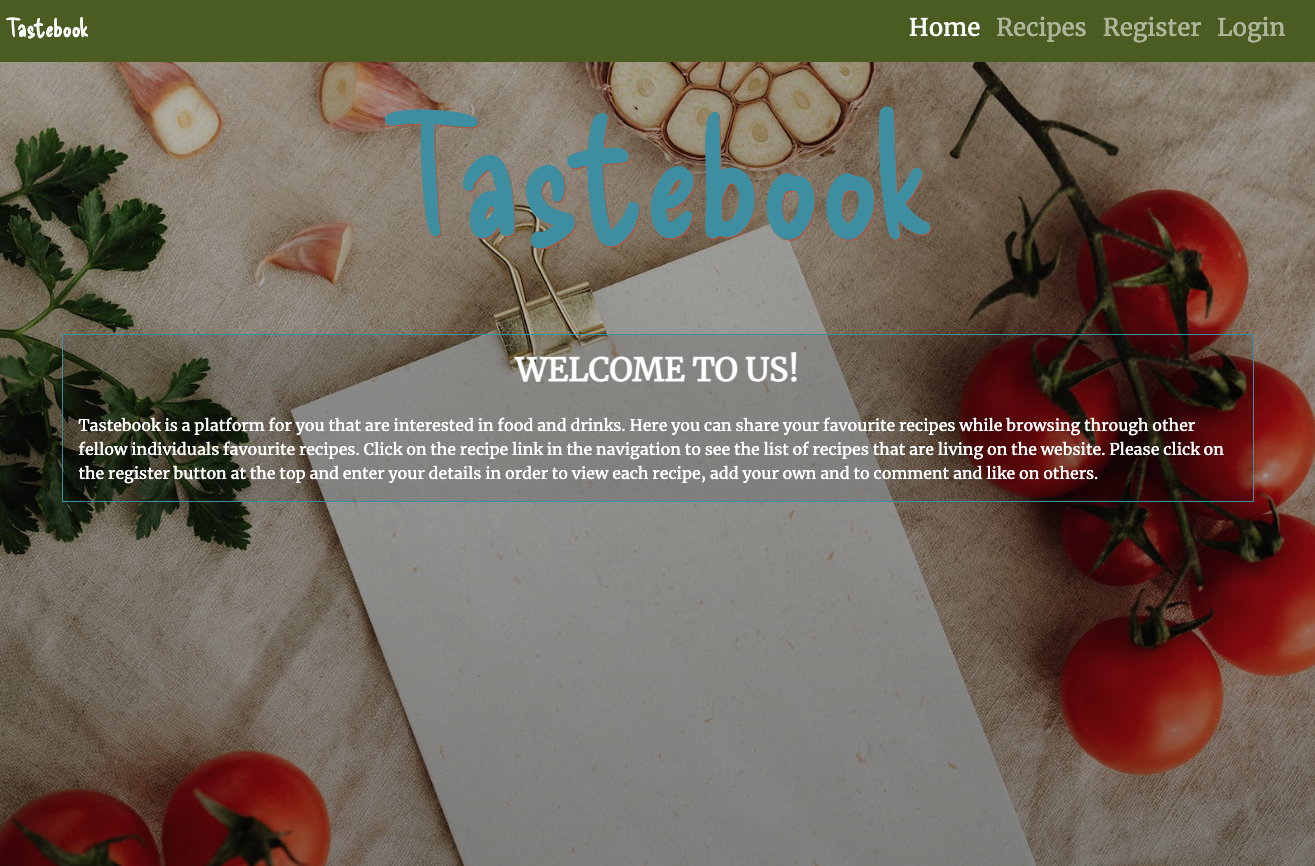 Tastebook
Home Recipes Register Login
Tastebook
WELCOME TO US!
Tastebook is a platform for you that are interested in food and drinks. Here you can share your favourite recipes while browsing through other
fellow individuals favourite recipes. Click on the recipe link in the navigation to see the list of recipes that are living on the website. Please click on
the register button at the top and enter your details in order to view each recipe, add your own and to comment and like on others.